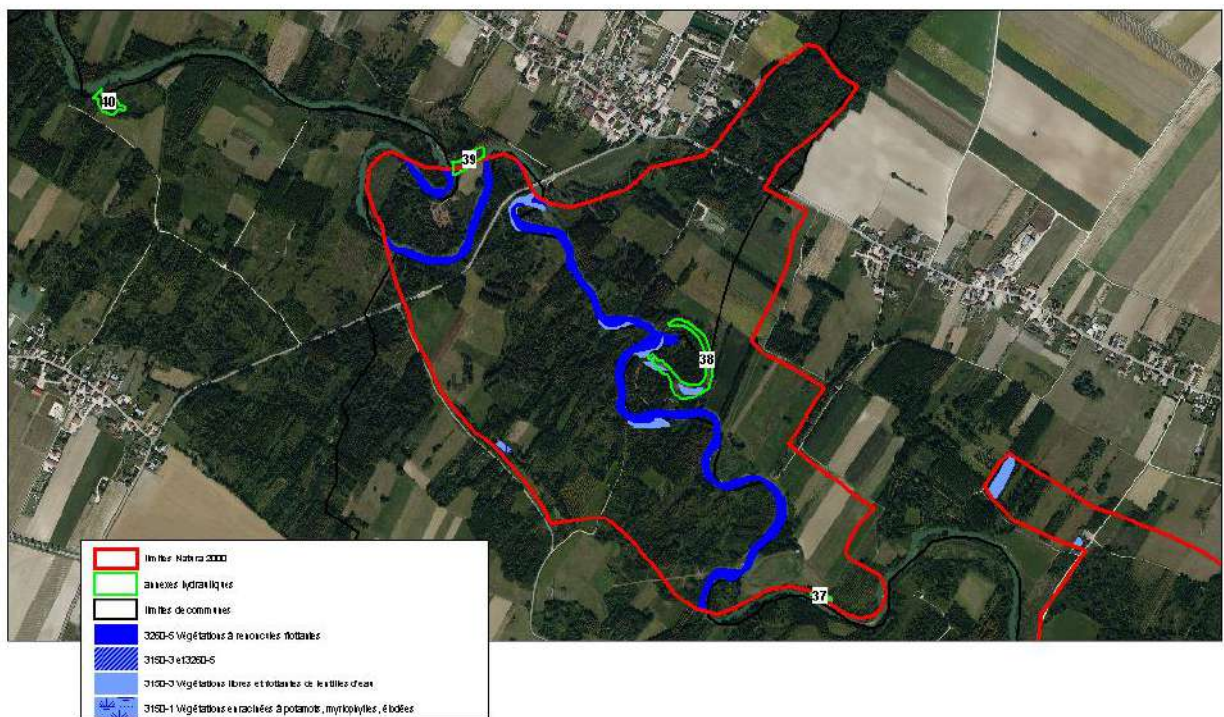 40
39
38
37
limites Natura 2000
annexes hydrauliques
limites de communes
3260-5 Végétations à renoncules flottantes
3150-3 et 3260-5
3150-3 Végétations libres et flottantes de lentilles d'eau
3150-1 Végétations enracinées à potamots, myriophylles, élodées